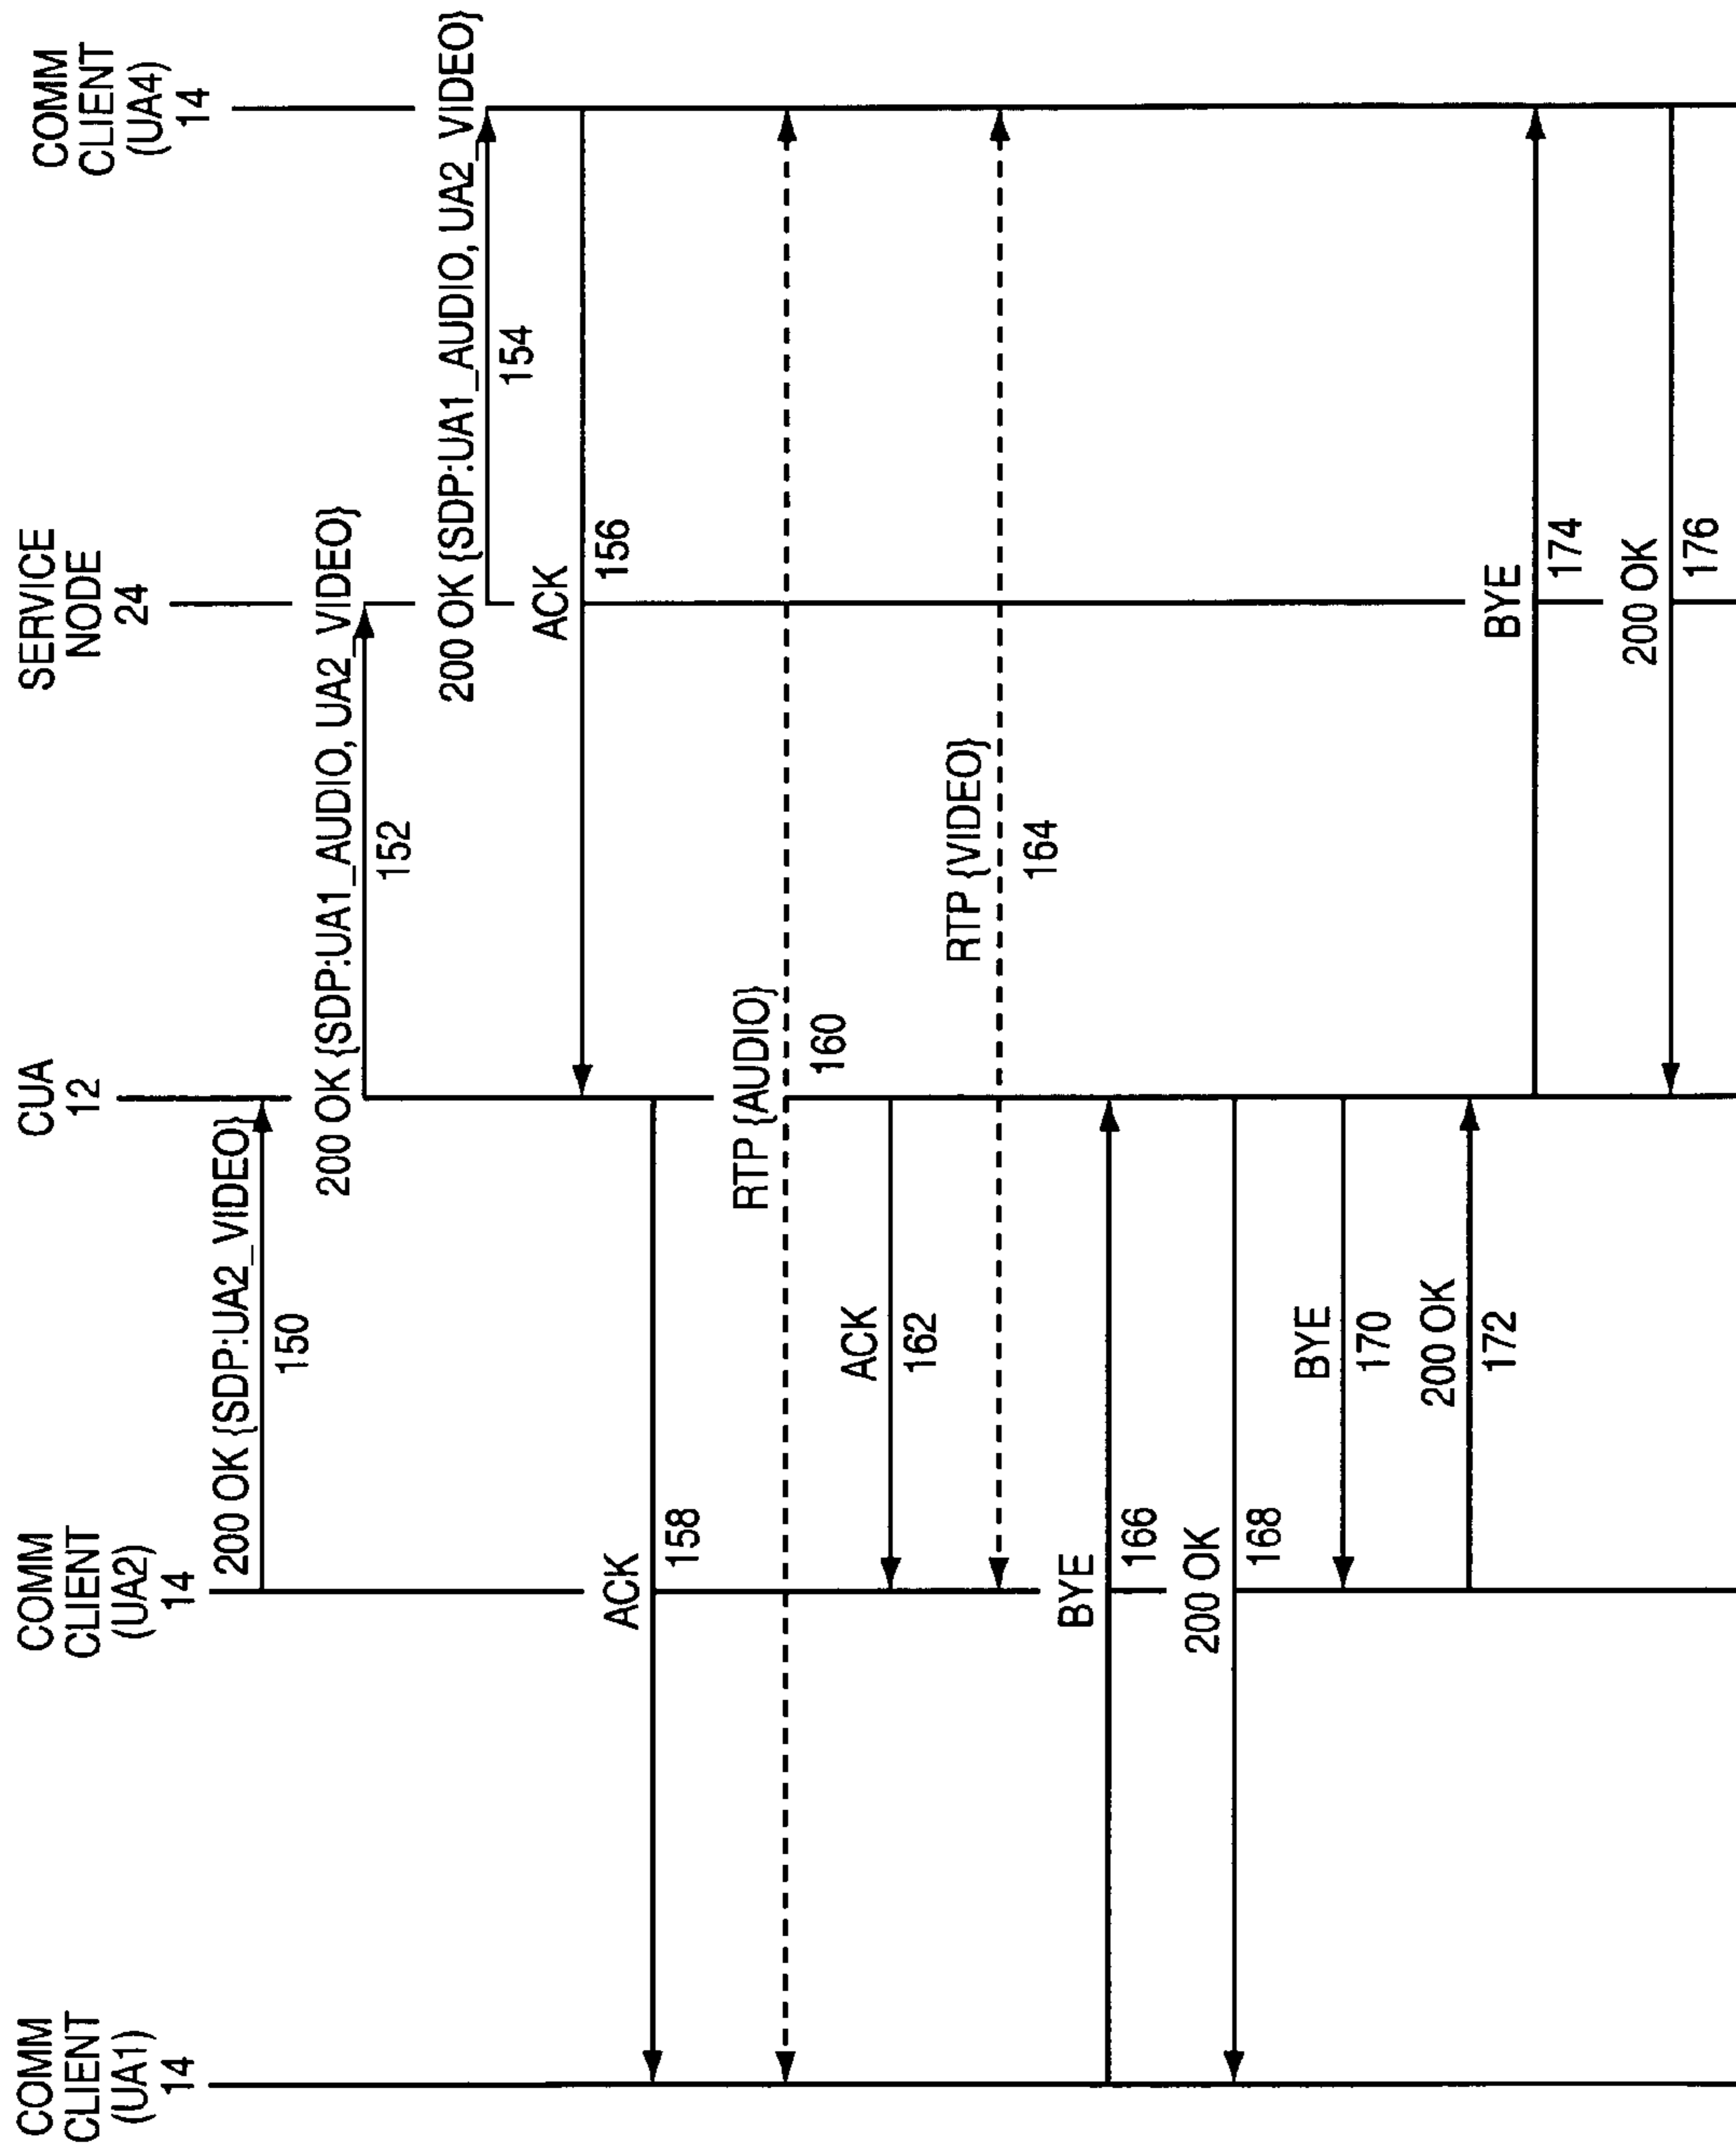 COMM
CLIENT
(UA1)
14
COMM
CLIENT
(UA2)
14
CUA
12
SERVICE
NODE
24
COMM
CLIENT
(UA4)
14
200 OK {SDP:UA2_VIDEO}
150
200 OK {SDP:UA1_AUDIO, UA2_VIDEO}
152
200 OK {SDP:UA1_AUDIO, UA2_VIDEO}
154
ACK
156
ACK
158
RTP {AUDIO}
160
ACK
162
RTP {VIDEO}
164
BYE
166
200 OK
168
BYE
170
200 OK
172
BYE
174
200 OK
176